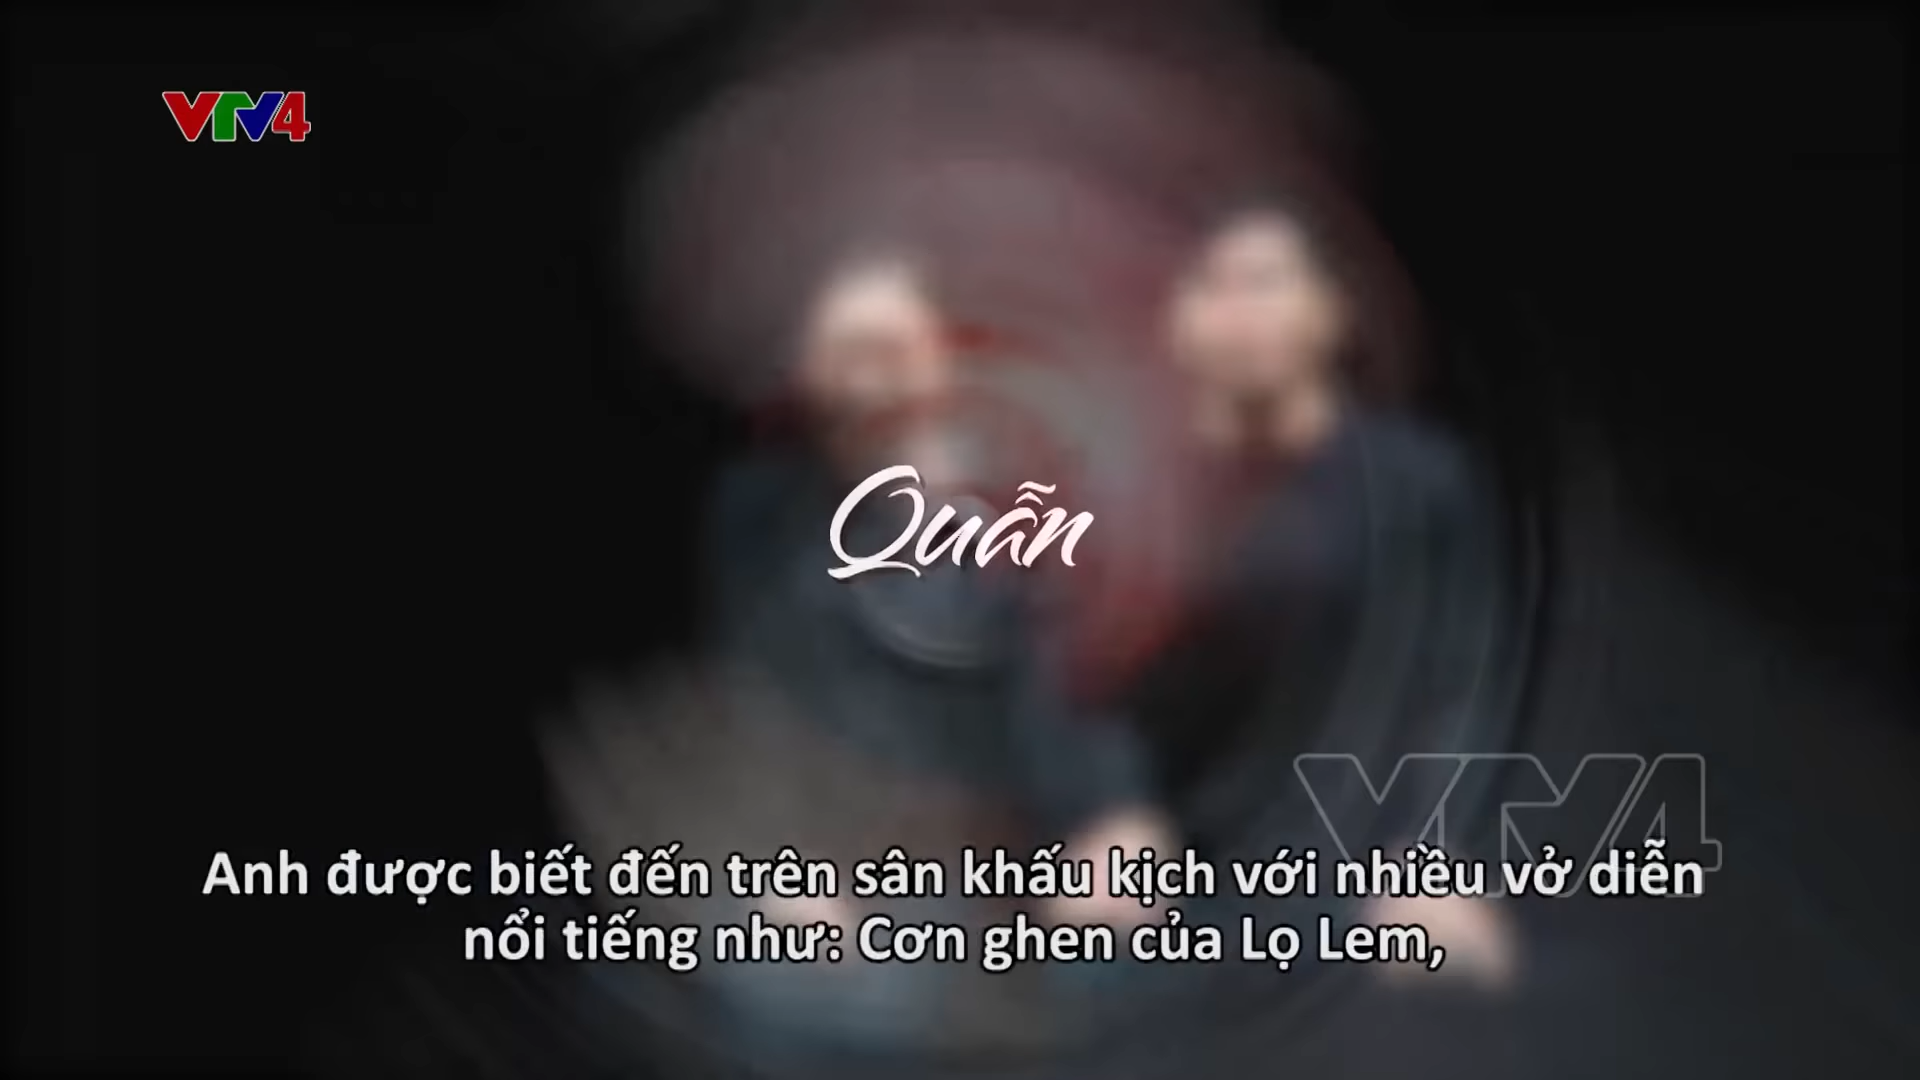 VTV4
Quẫn
VTV4
Anh được biết đến trên sân khấu kịch với nhiều vở diễn
nổi tiếng như: Cơn ghen của Lọ Lem,